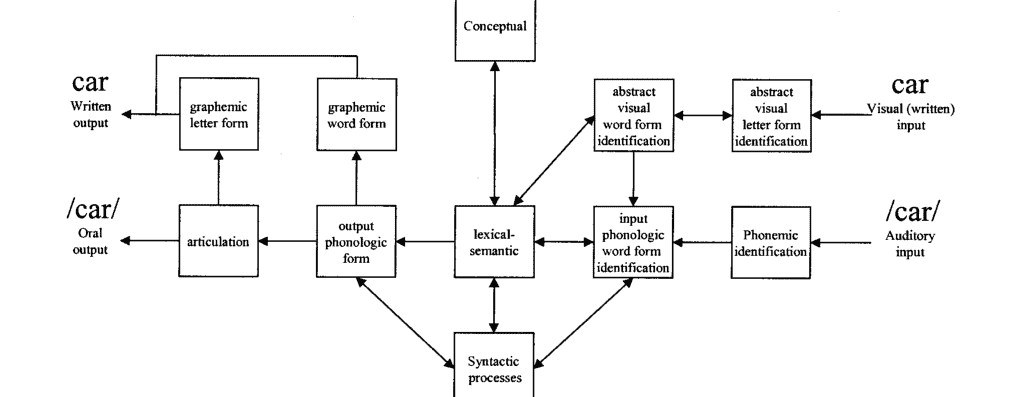 Conceptual
car
Written
output
graphemic
letter form
graphemic
word form
abstract
visual
word form
identification
abstract
visual
letter form
identification
car
Visual (written)
input
/car/
Oral
output
articulation
output
phonologic
form
lexical-
semantic
input
phonologic
word form
identification
Phonemic
identification
/car/
Auditory
input
Syntactic
processes